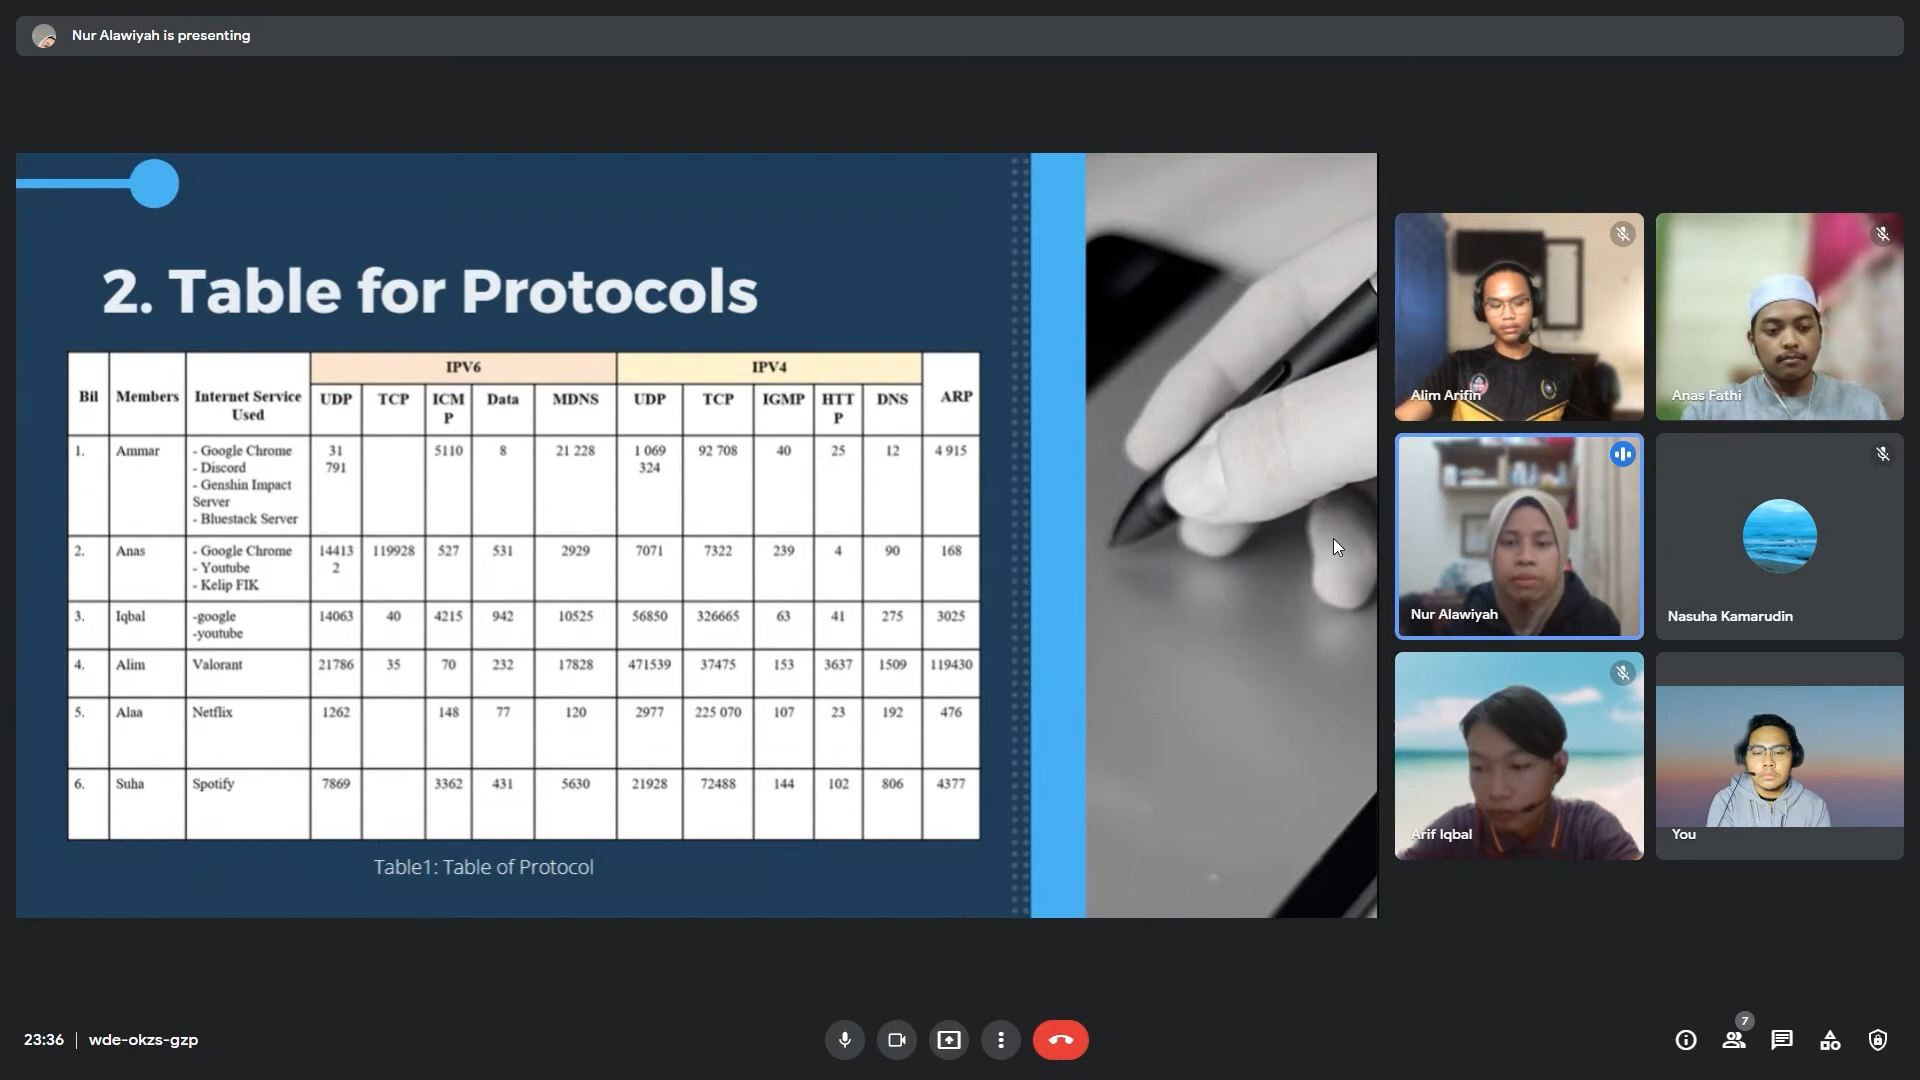 Nur Alawiyah is presenting
2. Table for Protocols
IPV6 IPV4
Bil Members Internet Service Used UDP TCP ICMP Data MDNS UDP TCP IGMP HTTP DNS ARP
1. Ammar - Google Chrome 31 791 5110 8 21 228 1 069 324 92 708 40 25 12 4 915
- Discord
- Genshin Impact
Server
- Bluestack Server
2. Anas - Google Chrome 144132 119928 527 531 2929 7071 7322 239 4 90 168
- Youtube
- Kelip FIK
3. Iqbal -google 14063 40 4215 942 10525 56850 326665 63 41 275 3025
-youtube
4. Alim Valorant 21786 35 70 232 17828 471539 37475 153 3637 1509 119430
5. Alaa Netflix 1262 148 77 120 2977 225 070 107 23 192 476
6. Suha Spotify 7869 3362 431 5630 21928 72488 144 102 806 4377
Table1: Table of Protocol
Alim Arifin
Anas Fathi
Nur Alawiyah
Nasuha Kamarudin
Arif Iqbal
You
23:36 | wde-okzs-gzp
7